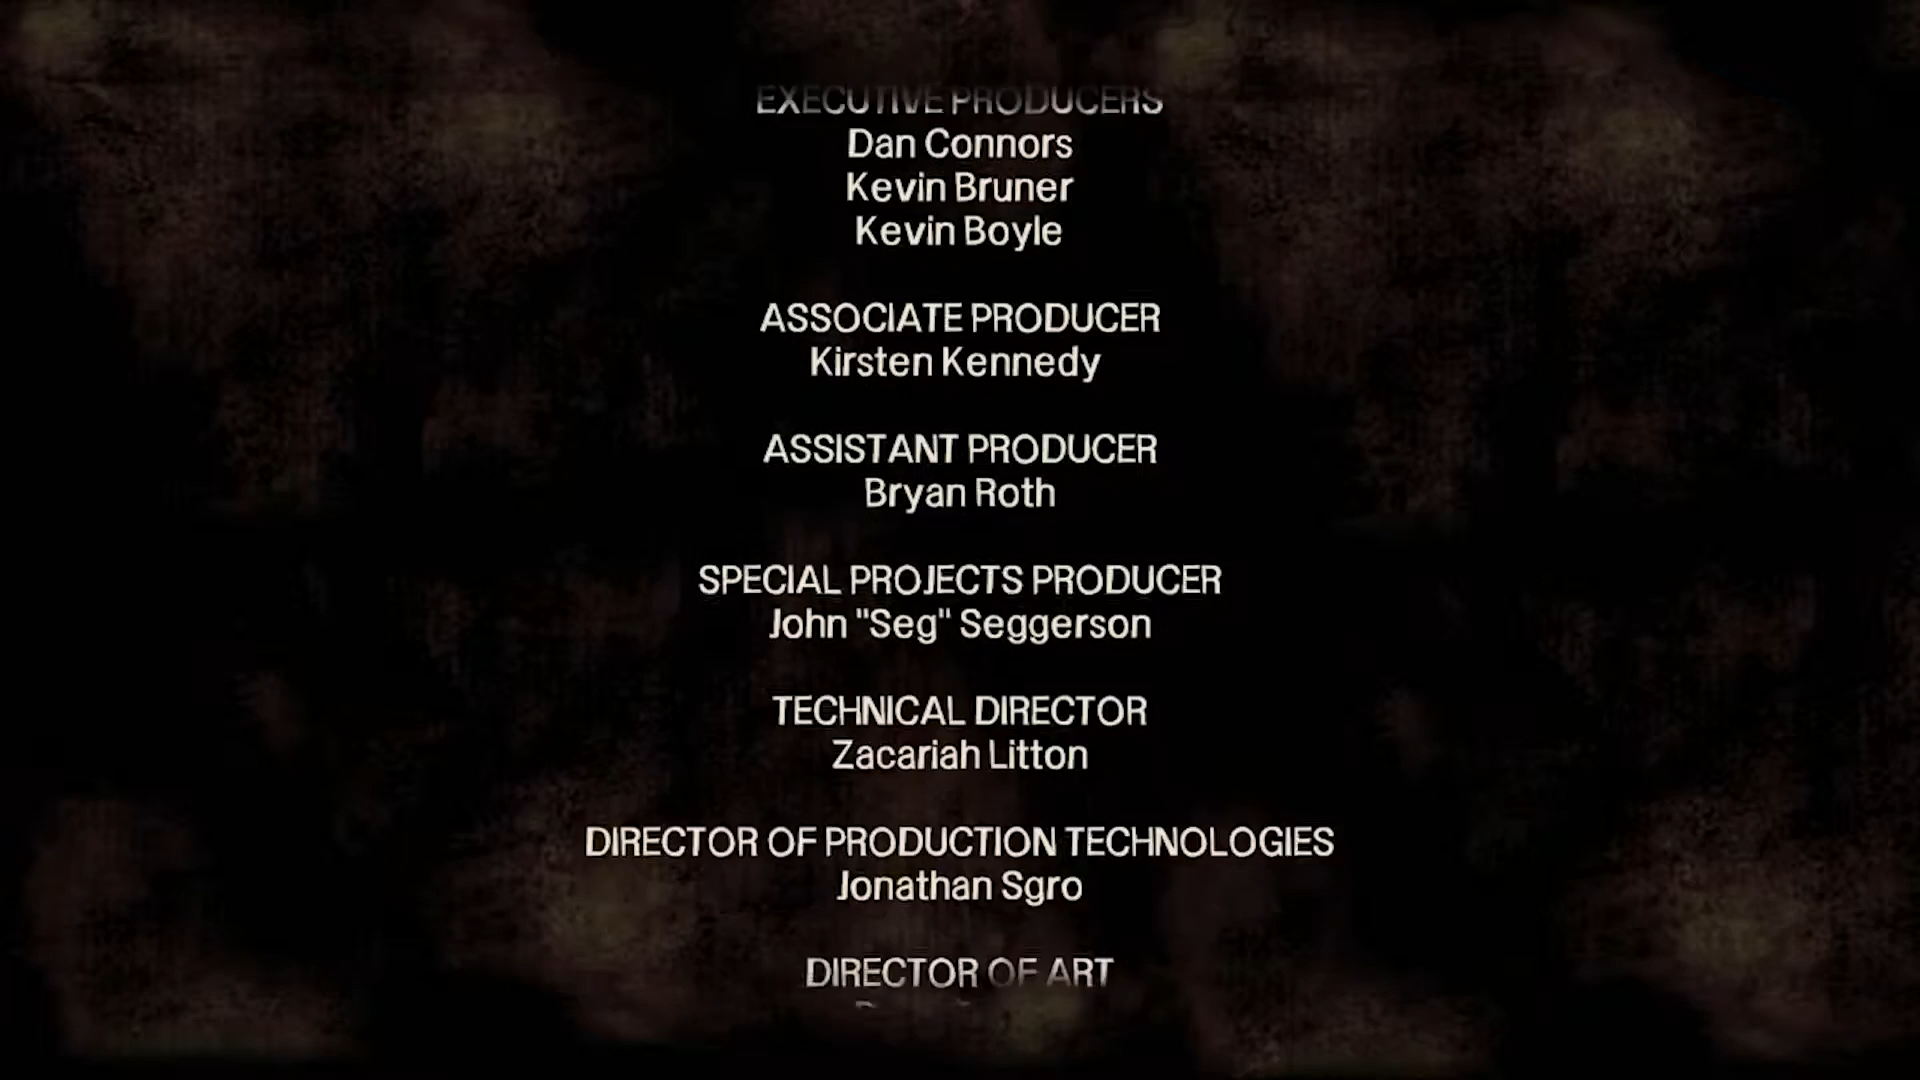 EXECUTIVE PRODUCERS
Dan Connors
Kevin Bruner
Kevin Boyle
ASSOCIATE PRODUCER
Kirsten Kennedy
ASSISTANT PRODUCER
Bryan Roth
SPECIAL PROJECTS PRODUCER
John "Seg" Seggerson
TECHNICAL DIRECTOR
Zacariah Litton
DIRECTOR OF PRODUCTION TECHNOLOGIES
Jonathan Sgro
DIRECTOR OF ART